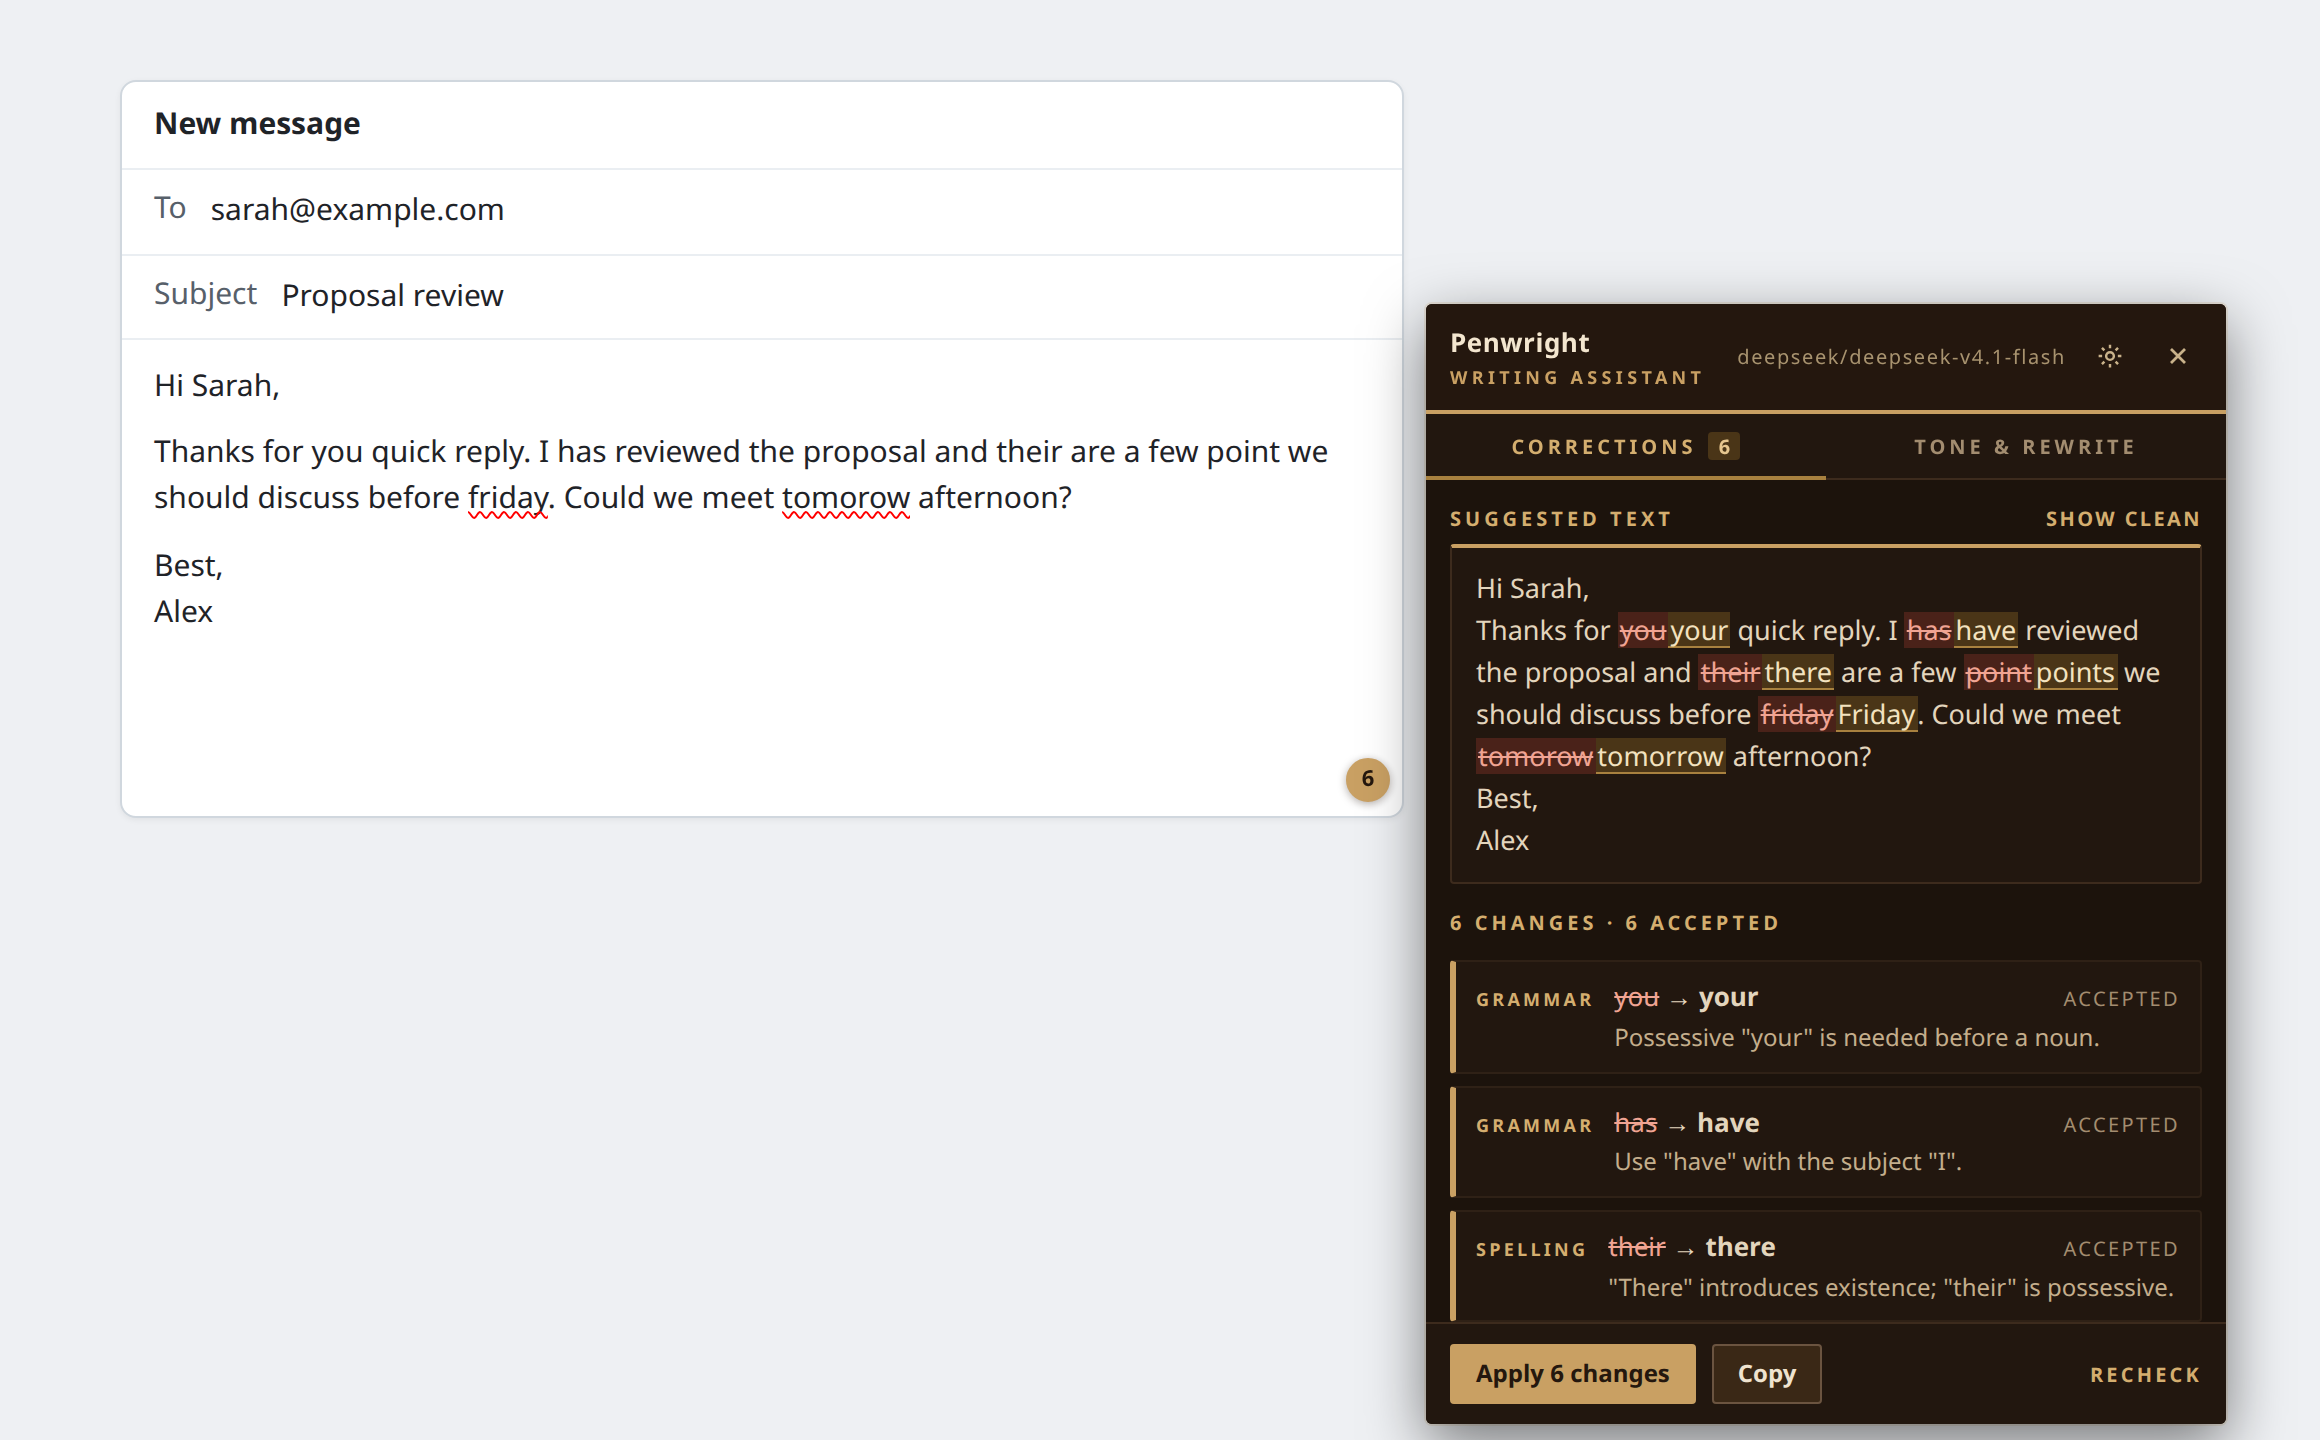 New message
To sarah@example.com
Subject Proposal review
Hi Sarah,
Thanks for you quick reply. I has reviewed the proposal and their are a few point we
should discuss before friday. Could we meet tomorow afternoon?
Best,
Alex
6
Penwright
WRITING ASSISTANT
deepseek/deepseek-v4.1-flash
CORRECTIONS 6
TONE & REWRITE
SUGGESTED TEXT
SHOW CLEAN
Hi Sarah,
Thanks for you your quick reply. I has have reviewed
the proposal and their there are a few point points we
should discuss before friday Friday. Could we meet
tomorow tomorrow afternoon?
Best,
Alex
6 CHANGES · 6 ACCEPTED
GRAMMAR you → your ACCEPTED
Possessive "your" is needed before a noun.
GRAMMAR has → have ACCEPTED
Use "have" with the subject "I".
SPELLING their → there ACCEPTED
"There" introduces existence; "their" is possessive.
Apply 6 changes
Copy
RECHECK